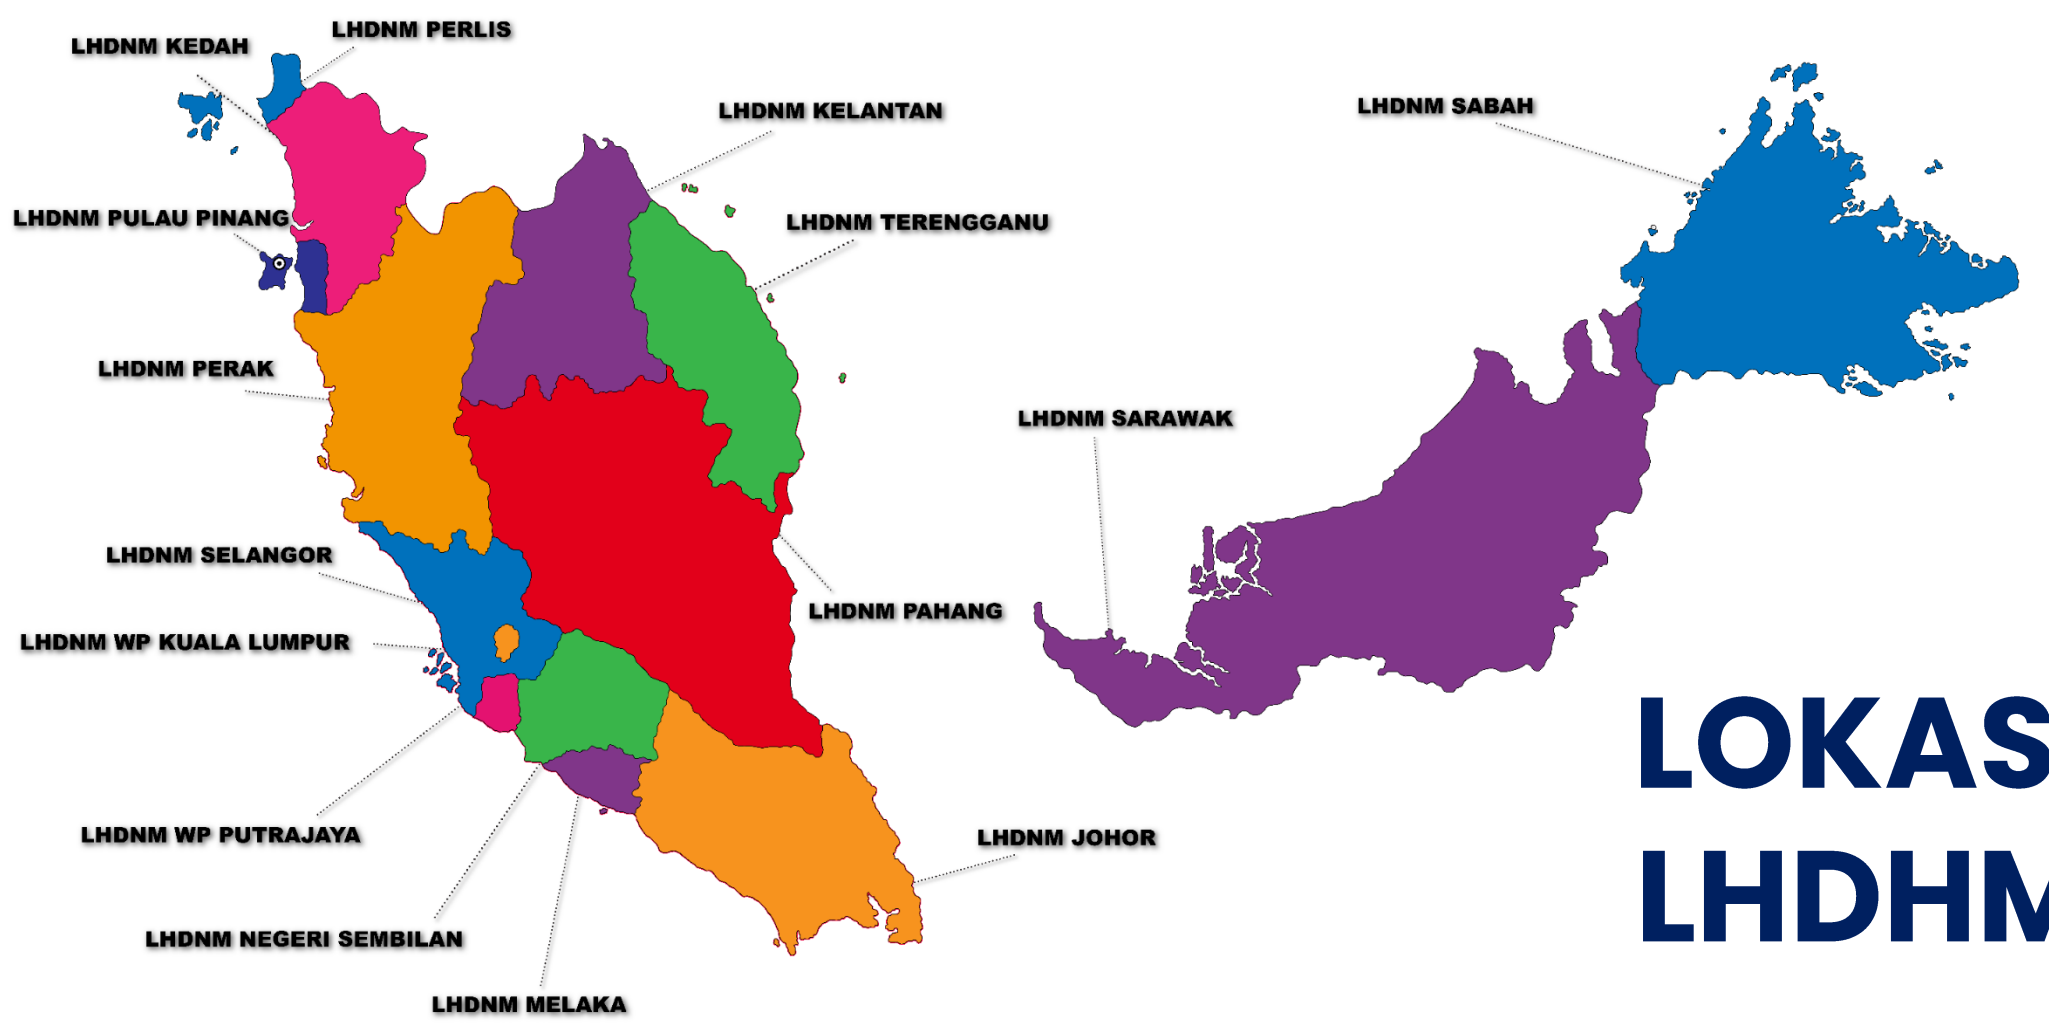 LHDNM PERLIS
LHDNM KEDAH
LHDNM KELANTAN
LHDNM SABAH
LHDNM PULAU PINANG
LHDNM TERENGGANU
LHDNM PERAK
LHDNM SARAWAK
LHDNM SELANGOR
LHDNM PAHANG
LHDNM WP KUALA LUMPUR
LOKAS
LHDHM
LHDNM WP PUTRAJAYA
LHDNM JOHOR
LHDNM NEGERI SEMBILAN
LHDNM MELAKA